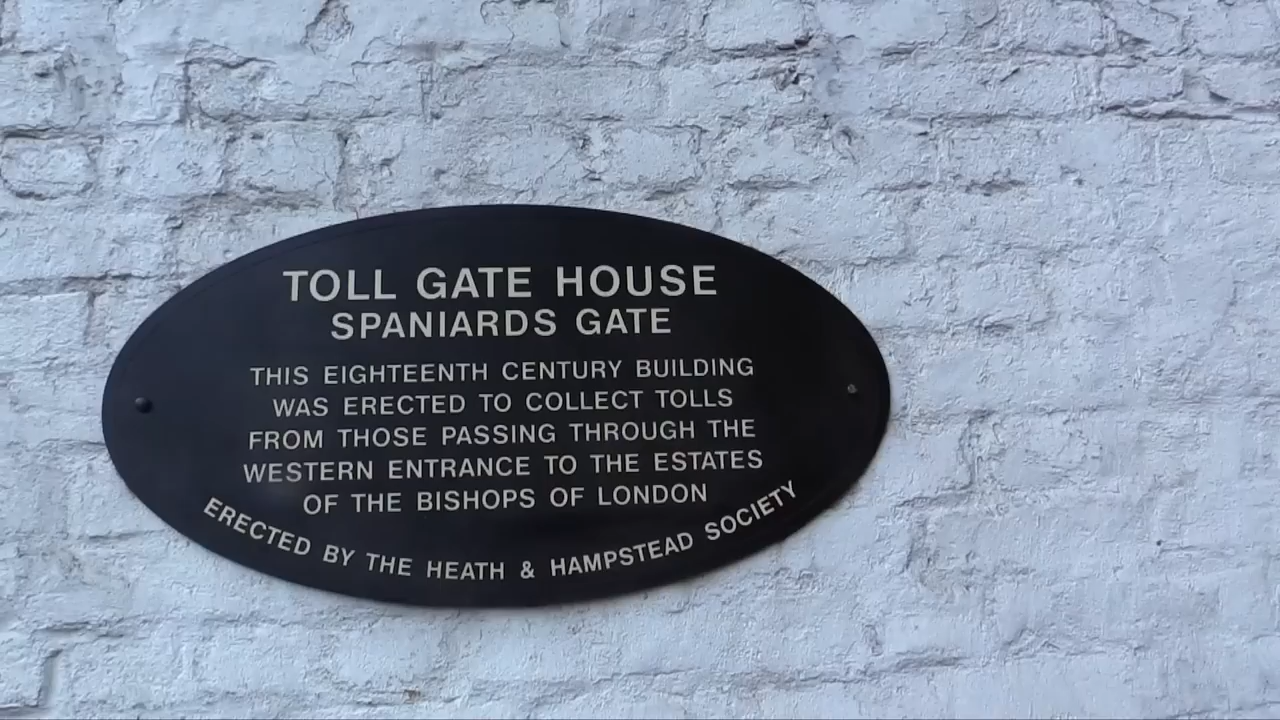 TOLL GATE HOUSE
SPANIARDS GATE
THIS EIGHTEENTH CENTURY BUILDING
WAS ERECTED TO COLLECT TOLLS
FROM THOSE PASSING THROUGH THE
WESTERN ENTRANCE TO THE ESTATES
OF THE BISHOPS OF LONDON
ERECTED BY THE HEATH & HAMPSTEAD SOCIETY